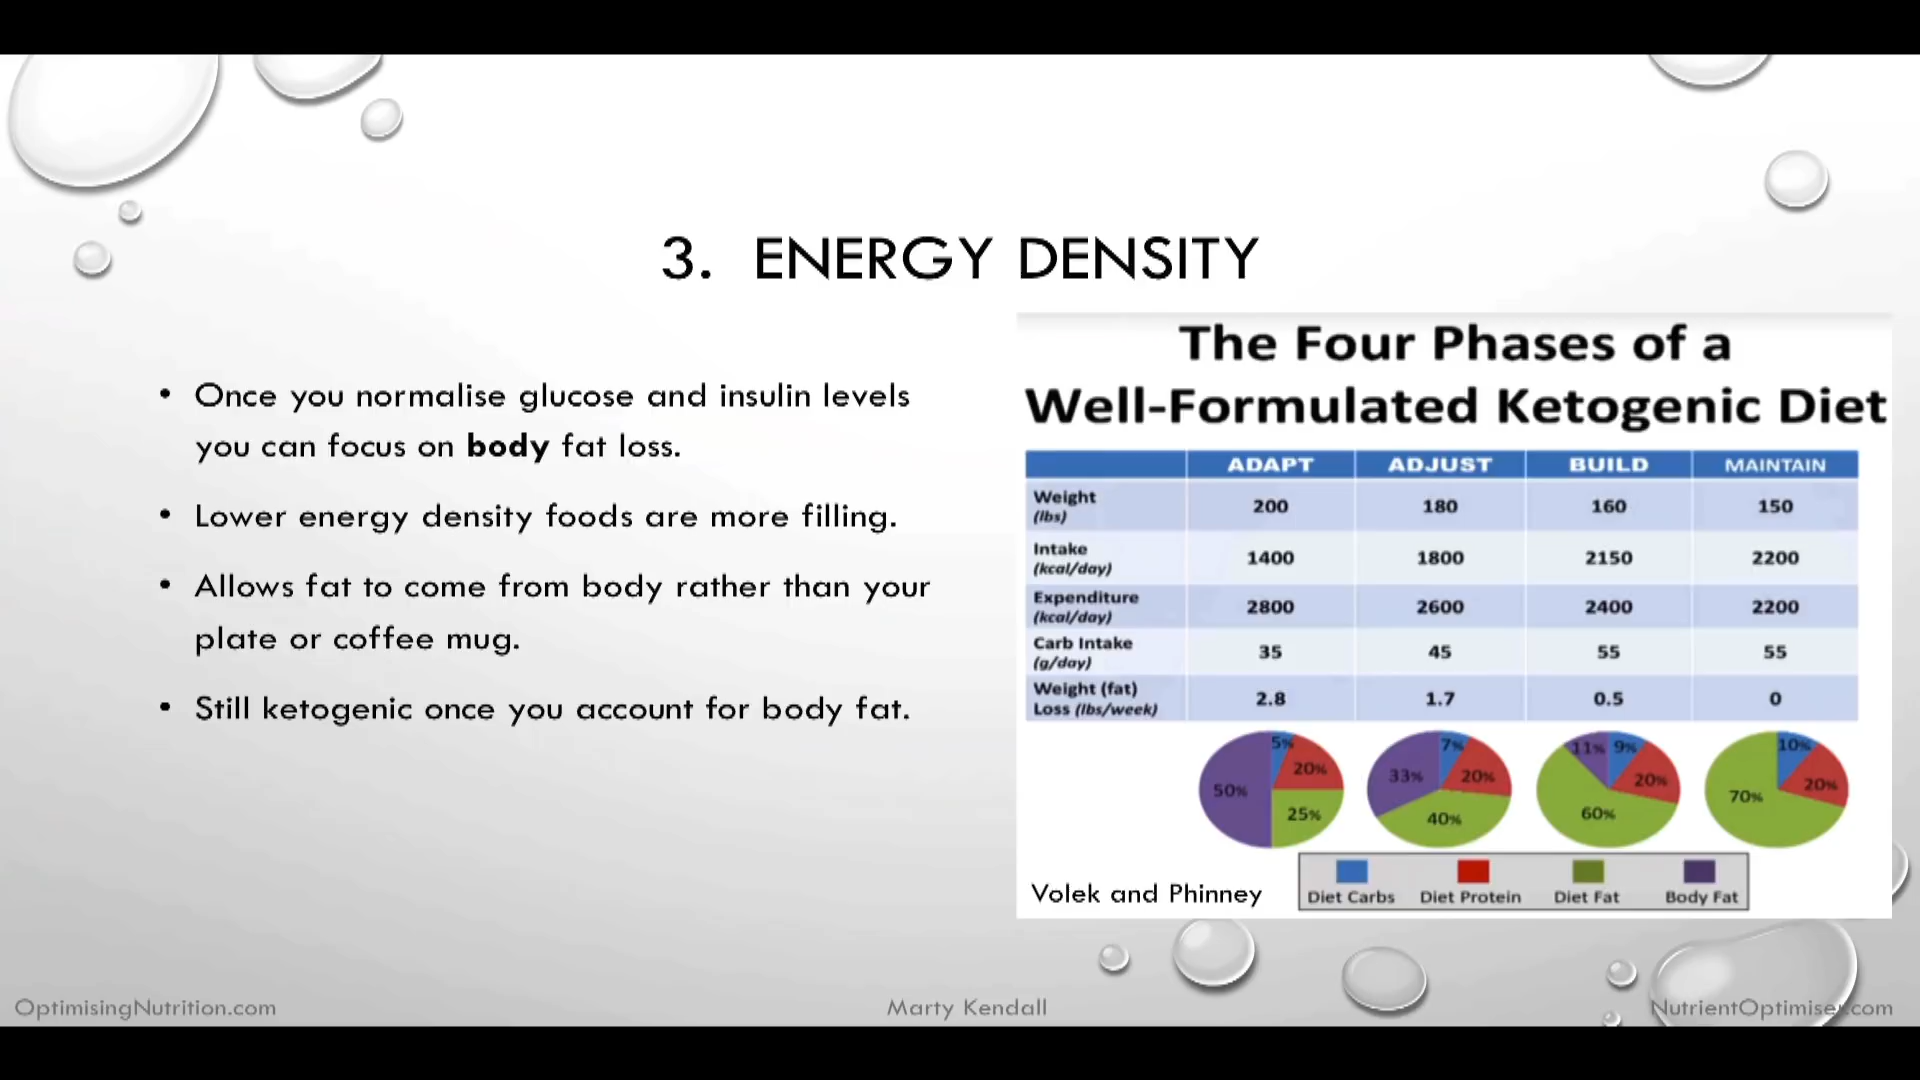 3. ENERGY DENSITY
• Once you normalise glucose and insulin levels
you can focus on body fat loss.
• Lower energy density foods are more filling.
• Allows fat to come from body rather than your
plate or coffee mug.
• Still ketogenic once you account for body fat.
The Four Phases of a
Well-Formulated Ketogenic Diet
ADAPT ADJUST BUILD MAINTAIN
Weight
(lbs) 200 180 160 150
Intake
(kcal/day) 1400 1800 2150 2200
Expenditure
(kcal/day) 2800 2600 2400 2200
Carb Intake
(g/day) 35 45 55 55
Weight (fat)
Loss (lbs/week) 2.8 1.7 0.5 0
5% 20% 25% 50%
7% 20% 40% 33%
9% 20% 60% 11%
10% 20% 70%
Volek and Phinney
Diet Carbs Diet Protein Diet Fat Body Fat
OptimisingNutrition.com Marty Kendall NutrientOptimiser.com